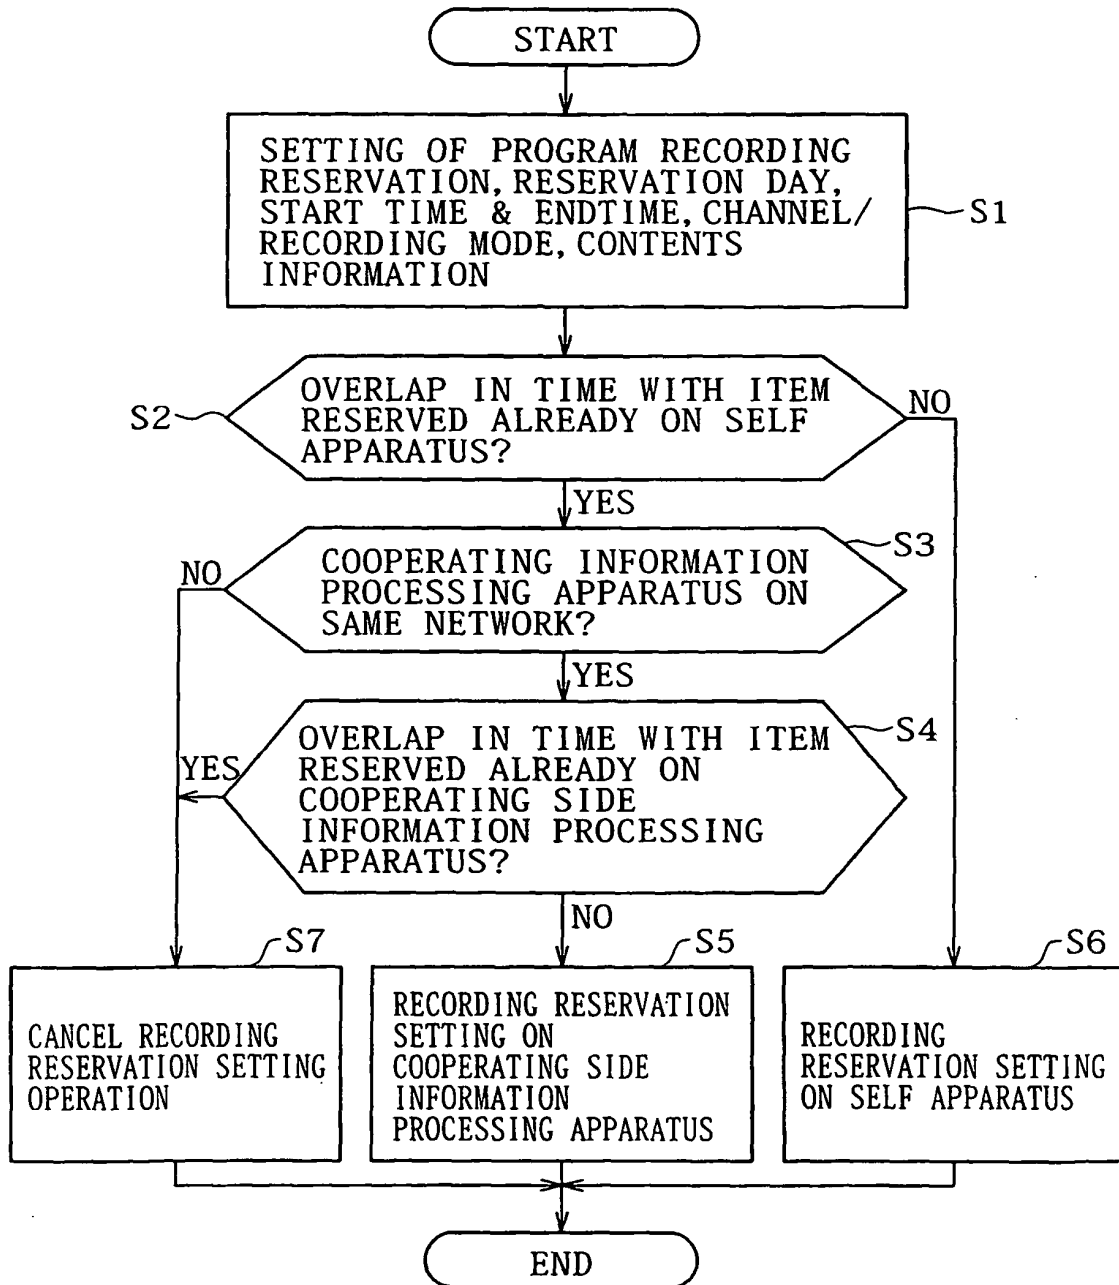 START
SETTING OF PROGRAM RECORDING
RESERVATION, RESERVATION DAY,
START TIME & ENDTIME, CHANNEL/
RECORDING MODE, CONTENTS
INFORMATION
S1
OVERLAP IN TIME WITH ITEM
RESERVED ALREADY ON SELF
APPARATUS?
S2
NO
YES
COOPERATING INFORMATION
PROCESSING APPARATUS ON
SAME NETWORK?
S3
NO
YES
OVERLAP IN TIME WITH ITEM
RESERVED ALREADY ON
COOPERATING SIDE
INFORMATION PROCESSING
APPARATUS?
S4
YES
NO
S7
CANCEL RECORDING
RESERVATION SETTING
OPERATION
S5
RECORDING RESERVATION
SETTING ON
COOPERATING SIDE
INFORMATION
PROCESSING APPARATUS
S6
RECORDING
RESERVATION SETTING
ON SELF APPARATUS
END